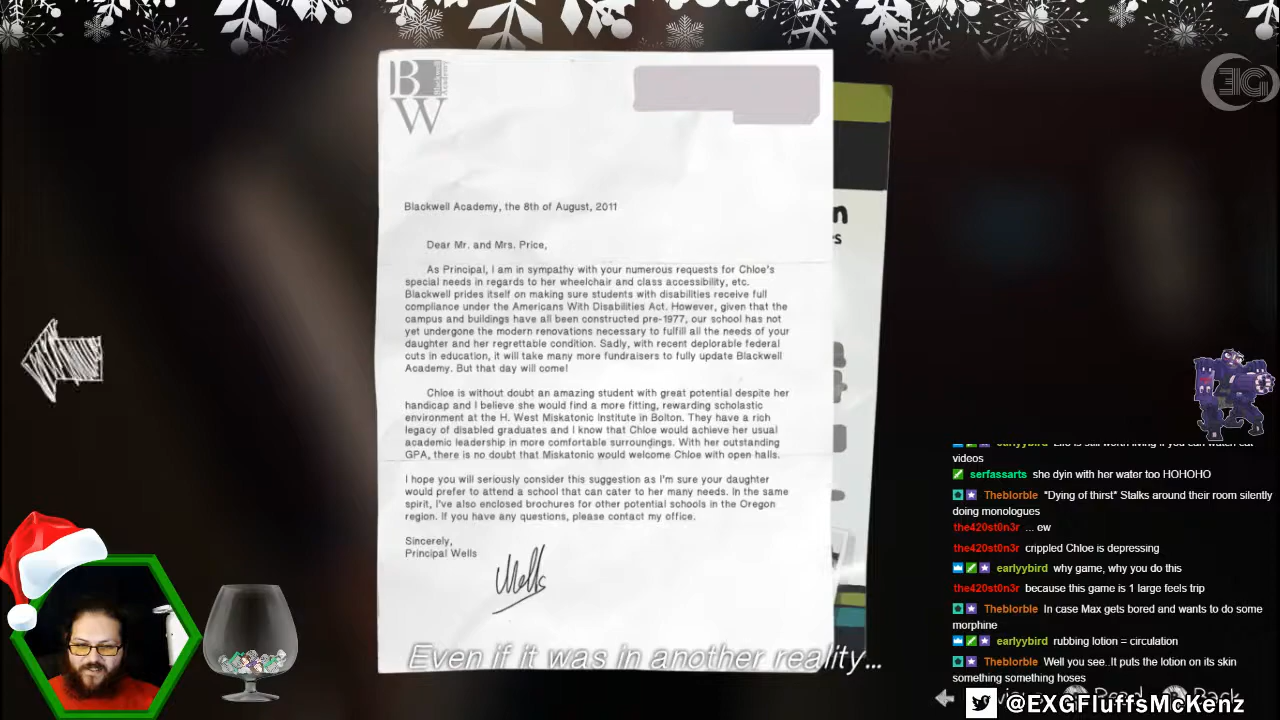 B
W
Blackwell
Academy
Blackwell Academy, the 8th of August, 2011
Dear Mr. and Mrs. Price,
As Principal, I am in sympathy with your numerous requests for Chloe's
special needs in regards to her wheelchair and class accessibility, etc.
Blackwell prides itself on making sure students with disabilities receive full
compliance under the Americans With Disabilities Act. However, given that the
campus and buildings have all been constructed pre-1977, our school has not
yet undergone the modern renovations necessary to fulfill all the needs of your
daughter and her regrettable condition. Sadly, with recent deplorable federal
cuts in education, it will take many more fundraisers to fully update Blackwell
Academy. But that day will come!
Chloe is without doubt an amazing student with great potential despite her
handicap and I believe she would find a more fitting, rewarding scholastic
environment at the H. West Miskatonic Institute in Bolton. They have a rich
legacy of disabled graduates and I know that Chloe would achieve her usual
academic leadership in more comfortable surroundings. With her outstanding
GPA, there is no doubt that Miskatonic would welcome Chloe with open halls.
I hope you will seriously consider this suggestion as I'm sure your daughter
would prefer to attend a school that can cater to her many needs. In the same
spirit, I've also enclosed brochures for other potential schools in the Oregon
region. If you have any questions, please contact my office.
Sincerely,
Principal Wells
Wells
Even if it was in another reality...
n
s
3G
earlyybird Life is still worth living if you can watch cat
videos
serfassarts she dyin with her water too HOHOHO
Theblorble *Dying of thirst* Stalks around their room silently
doing monologues
the420st0n3r ... ew
the420st0n3r crippled Chloe is depressing
earlyybird why game, why you do this
the420st0n3r because this game is 1 large feels trip
Theblorble In case Max gets bored and wants to do some
morphine
earlyybird rubbing lotion = circulation
Theblorble Well you see..It puts the lotion on its skin
something something hoses
Read Back
@EXGFluffsMcKenz